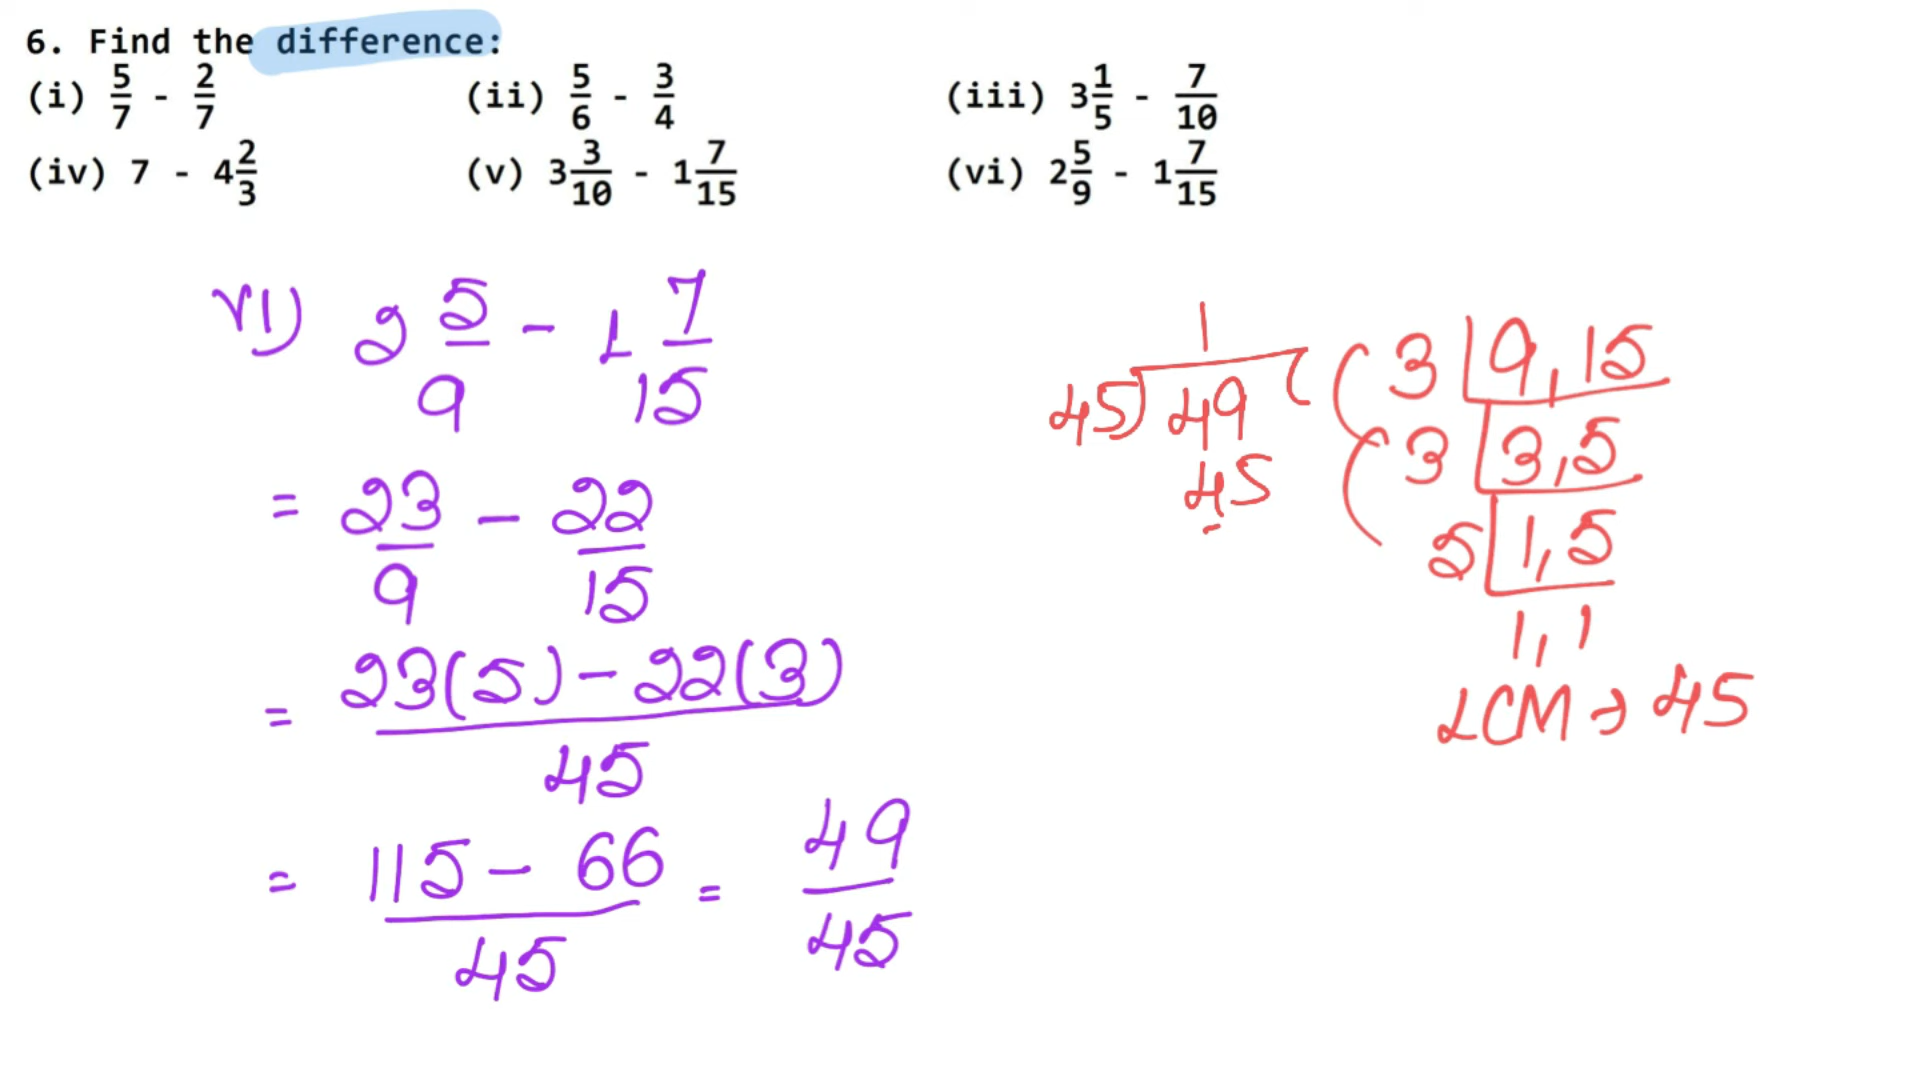 6. Find the difference:
(i) 5/7 - 2/7 (ii) 5/6 - 3/4 (iii) 3 1/5 - 7/10
(iv) 7 - 4 2/3 (v) 3 3/10 - 1 7/15 (vi) 2 5/9 - 1 7/15
VI) 2 5/9 - 1 7/15
= 23/9 - 22/15
= 23(5) - 22(3)
45
= 115 - 66 = 49
45 45
1
45) 49 (
45
-
3 | 9, 15
3 | 3, 5
5 | 1, 5
1, 1
LCM → 45